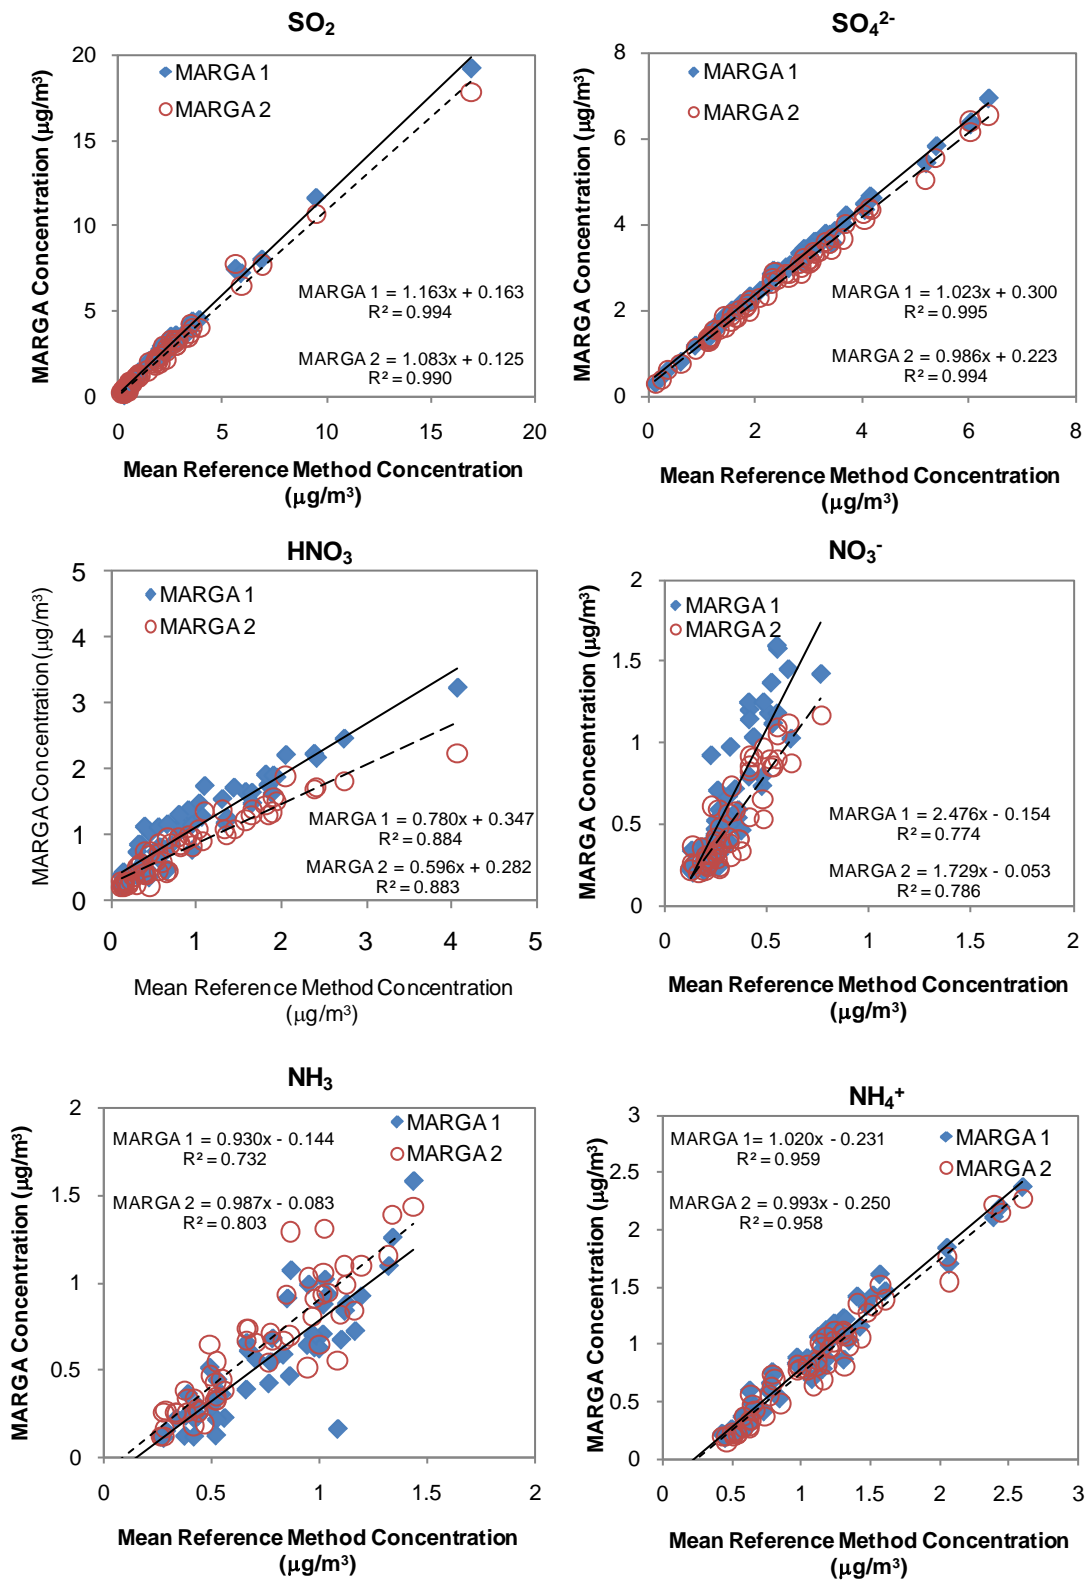 SO₂
MARGA Concentration (µg/m³)
20
15
10
5
0
MARGA 1
MARGA 2
MARGA 1 = 1.163x + 0.163
R² = 0.994
MARGA 2 = 1.083x + 0.125
R² = 0.990
0 5 10 15 20
Mean Reference Method Concentration
(µg/m³)
SO₄²⁻
MARGA Concentration (µg/m³)
8
6
4
2
0
MARGA 1
MARGA 2
MARGA 1 = 1.023x + 0.300
R² = 0.995
MARGA 2 = 0.986x + 0.223
R² = 0.994
0 2 4 6 8
Mean Reference Method Concentration
(µg/m³)
HNO₃
MARGA Concentration (µg/m³)
5
4
3
2
1
0
MARGA 1
MARGA 2
MARGA 1 = 0.780x + 0.347
R² = 0.884
MARGA 2 = 0.596x + 0.282
R² = 0.883
0 1 2 3 4 5
Mean Reference Method Concentration
(µg/m³)
NO₃⁻
MARGA Concentration (µg/m³)
2
1.5
1
0.5
0
MARGA 1
MARGA 2
MARGA 1 = 2.476x - 0.154
R² = 0.774
MARGA 2 = 1.729x - 0.053
R² = 0.786
0 0.5 1 1.5 2
Mean Reference Method Concentration
(µg/m³)
NH₃
MARGA Concentration (µg/m³)
2
1.5
1
0.5
0
MARGA 1 = 0.930x - 0.144
R² = 0.732
MARGA 2 = 0.987x - 0.083
R² = 0.803
MARGA 1
MARGA 2
0 0.5 1 1.5 2
Mean Reference Method Concentration
(µg/m³)
NH₄⁺
MARGA Concentration (µg/m³)
3
2.5
2
1.5
1
0.5
0
MARGA 1= 1.020x - 0.231
R² = 0.959
MARGA 2 = 0.993x - 0.250
R² = 0.958
MARGA 1
MARGA 2
0 0.5 1 1.5 2 2.5 3
Mean Reference Method Concentration
(µg/m³)